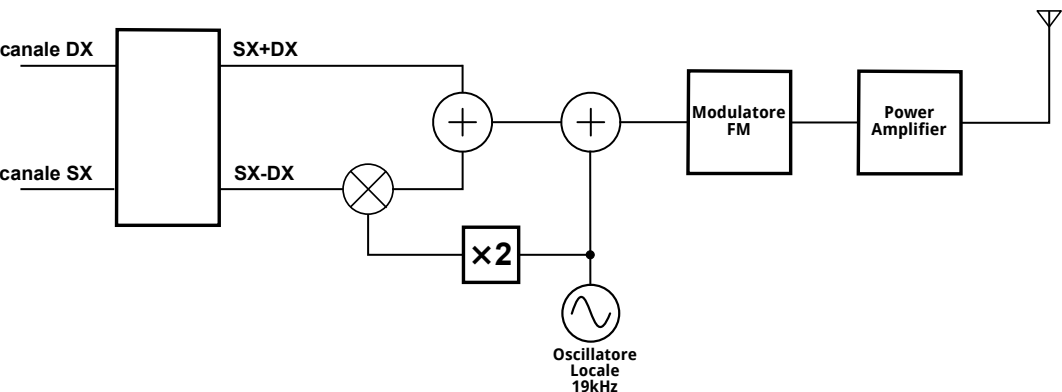 canale DX
SX+DX
canale SX
SX-DX
Modulatore
FM
Power
Amplifier
×2
Oscillatore
Locale
19kHz